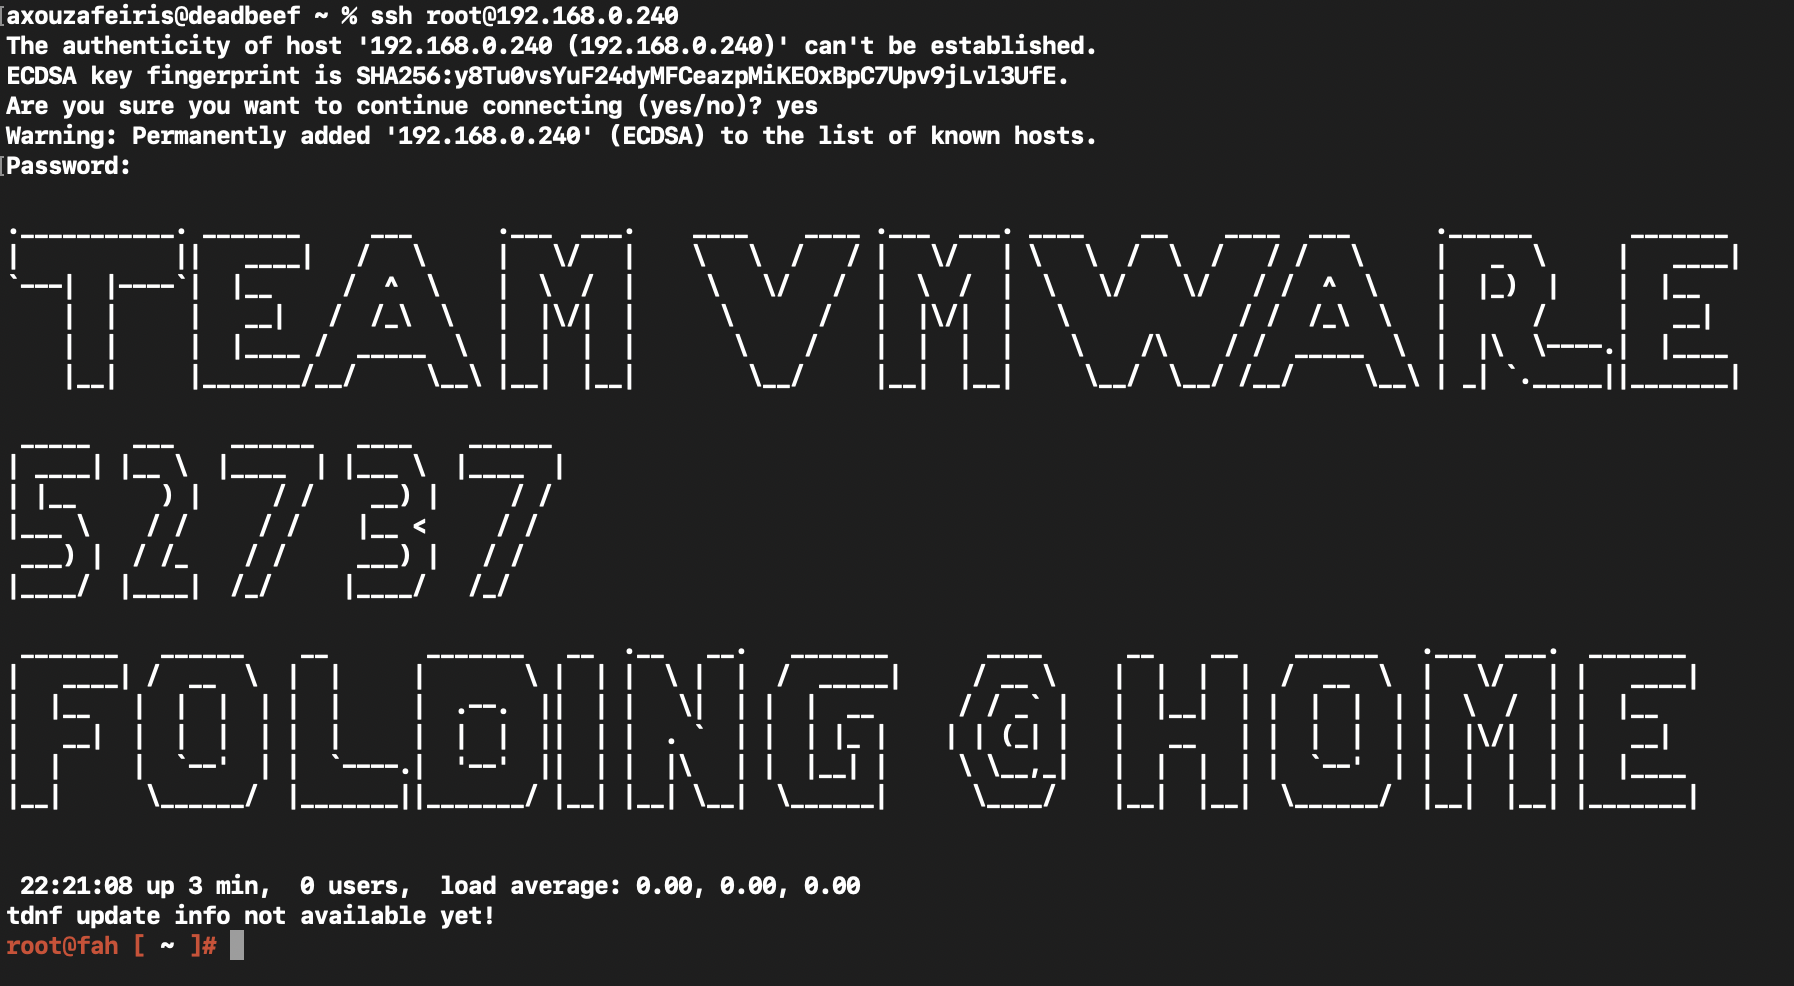 axouzafeiris@deadbeef ~ % ssh root@192.168.0.240
The authenticity of host '192.168.0.240 (192.168.0.240)' can't be established.
ECDSA key fingerprint is SHA256:y8Tu0vsYuF24dyMFCeazpMiKEOxBpC7Upv9jLvl3UfE.
Are you sure you want to continue connecting (yes/no)? yes
Warning: Permanently added '192.168.0.240' (ECDSA) to the list of known hosts.
Password:
TEAM VMWARE
52737
FOLDING @ HOME
22:21:08 up 3 min,  0 users,  load average: 0.00, 0.00, 0.00
tdnf update info not available yet!
root@fah [ ~ ]#